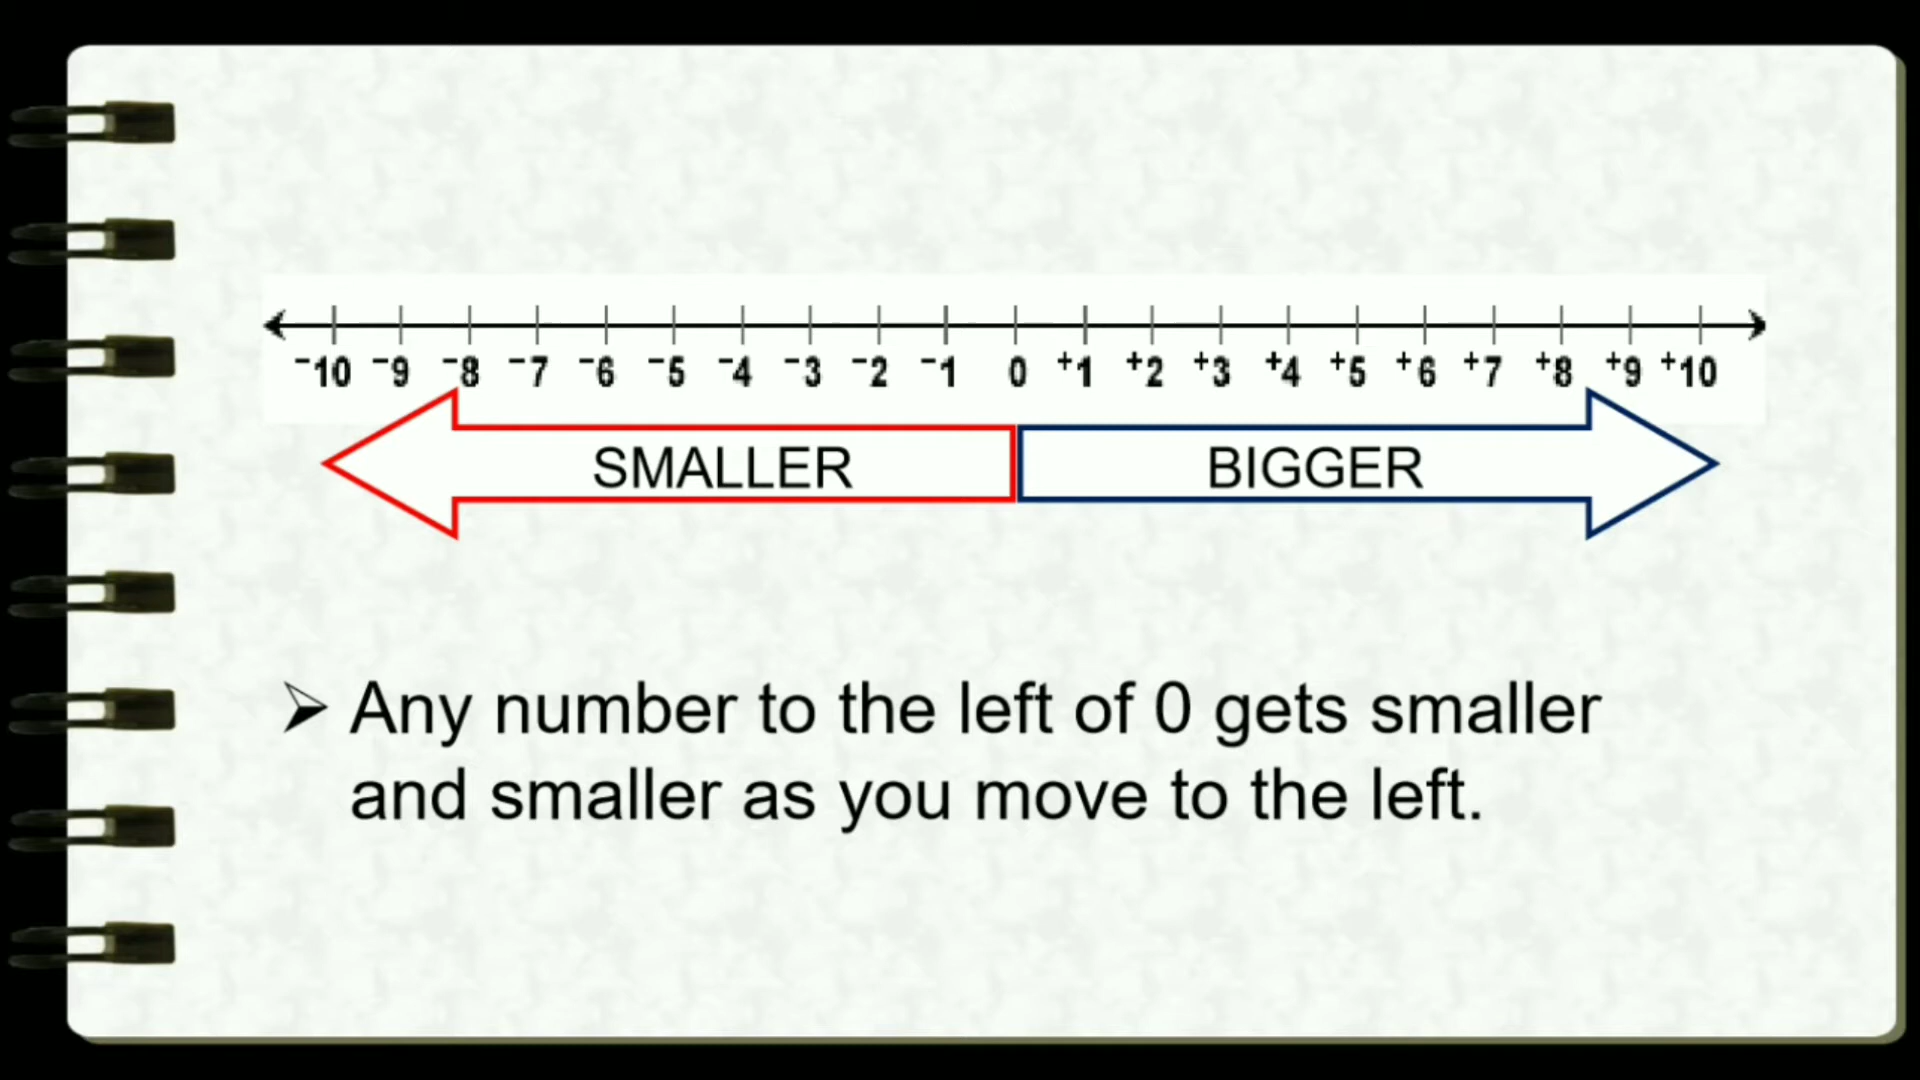 ⁻10 ⁻9 ⁻8 ⁻7 ⁻6 ⁻5 ⁻4 ⁻3 ⁻2 ⁻1 0 ⁺1 ⁺2 ⁺3 ⁺4 ⁺5 ⁺6 ⁺7 ⁺8 ⁺9 ⁺10
SMALLER BIGGER
➢ Any number to the left of 0 gets smaller
and smaller as you move to the left.